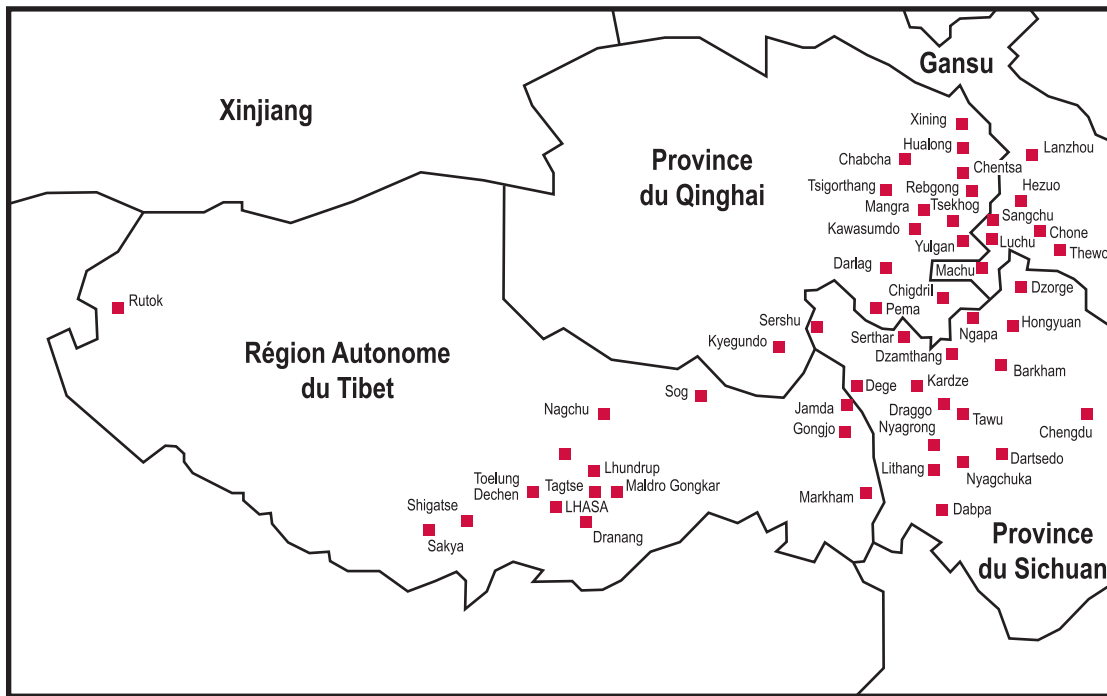 Gansu
Xinjiang
Xining
Hualong
Lanzhou
Province
du Qinghai
Chabcha
Chentsa
Tsigorthang
Rebgong
Hezuo
Mangra
Tsekhog
Sangchu
Kawasumdo
Chone
Yulgan
Luchu
Thewo
Darlag
Machu
Dzorge
Chigdril
Rutok
Pema
Ngapa
Hongyuan
Sershu
Kyegundo
Serthar
Dzamthang
Région Autonome
du Tibet
Barkham
Dege
Kardze
Sog
Jamda
Draggo
Nagchu
Gongjo
Nyagrong
Tawu
Chengdu
Dartsedo
Lhundrup
Lithang
Nyagchuka
Toelung
Dechen
Tagtse
Maldro Gongkar
Markham
Shigatse
LHASA
Dabpa
Dranang
Sakya
Province
du Sichuan